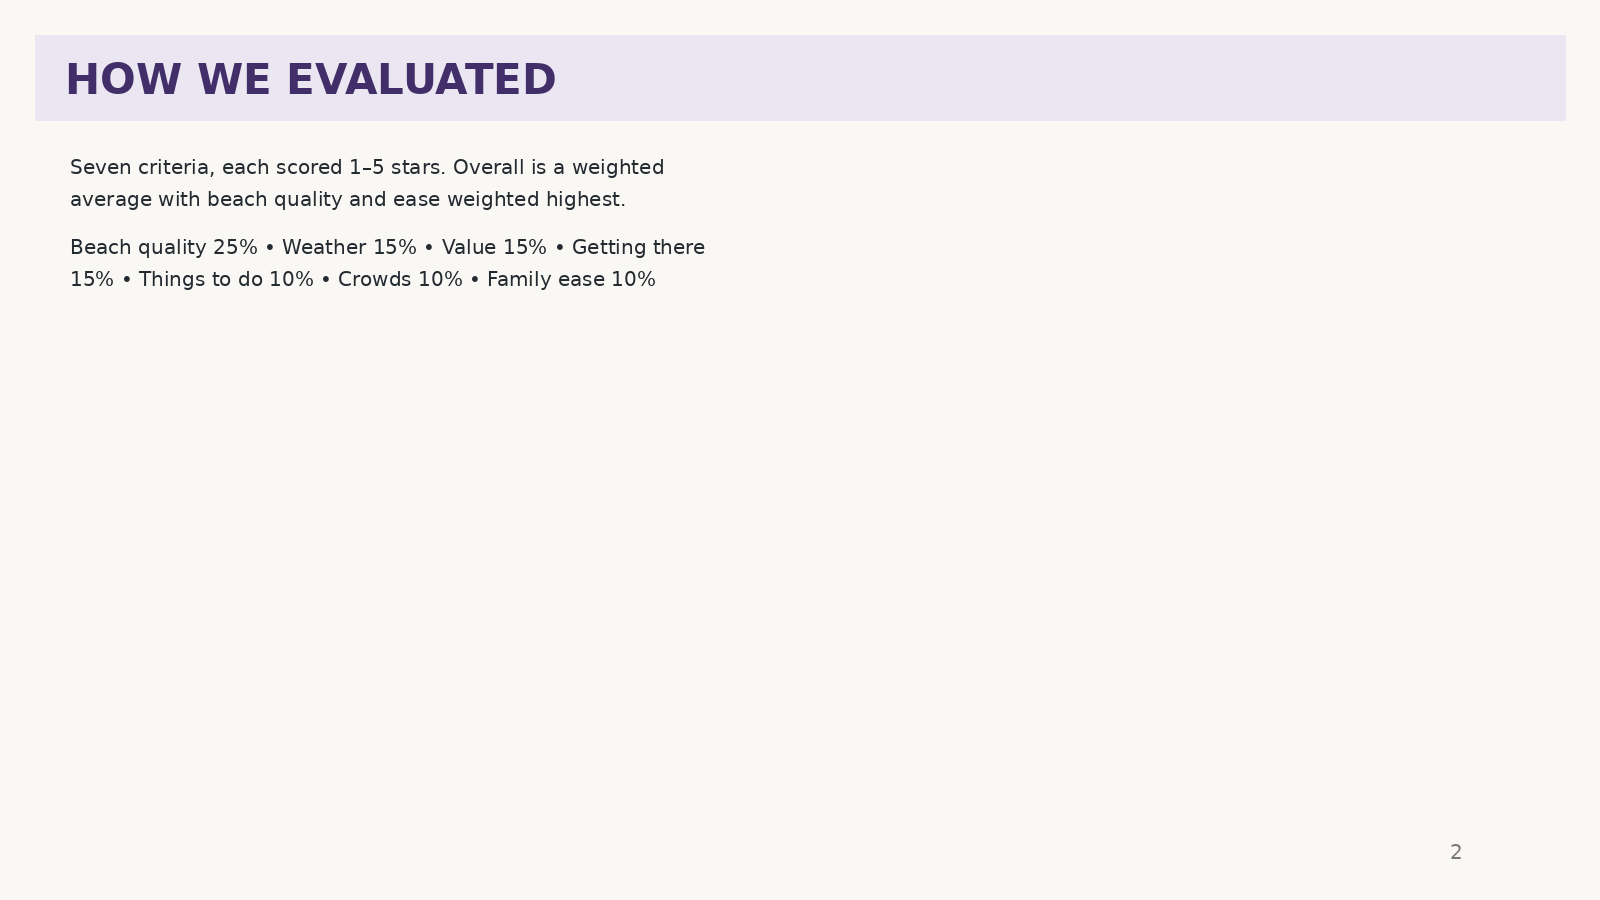 HOW WE EVALUATED
Seven criteria, each scored 1–5 stars. Overall is a weighted
average with beach quality and ease weighted highest.
Beach quality 25% • Weather 15% • Value 15% • Getting there
15% • Things to do 10% • Crowds 10% • Family ease 10%
2